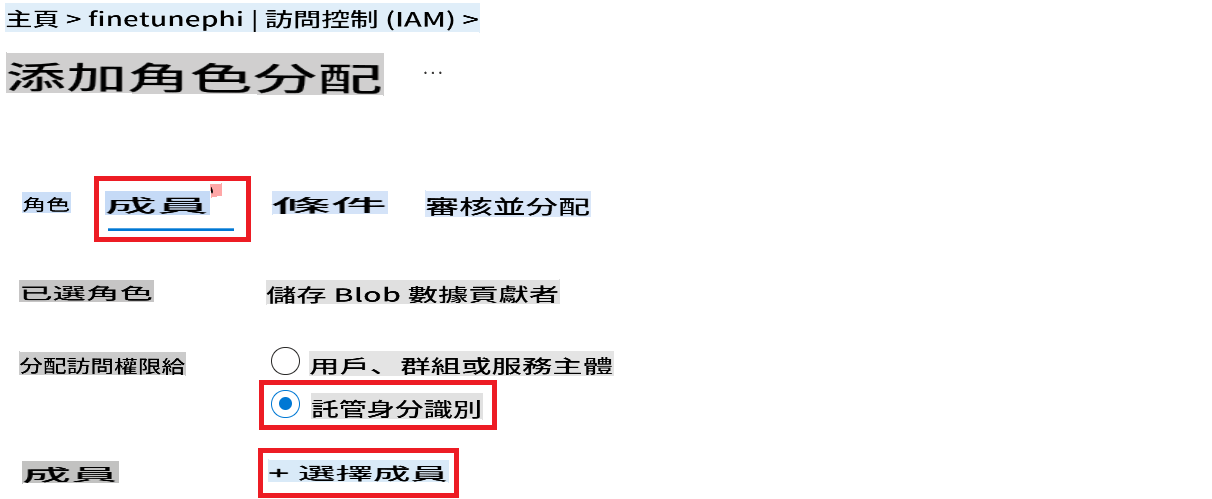 主頁 > finetunephi | 訪問控制 (IAM) >
添加角色分配 ...
角色 成員 條件 審核並分配
已選角色 儲存 Blob 數據貢獻者
分配訪問權限給 用戶、群組或服務主體
託管身分識別
成員 + 選擇成員